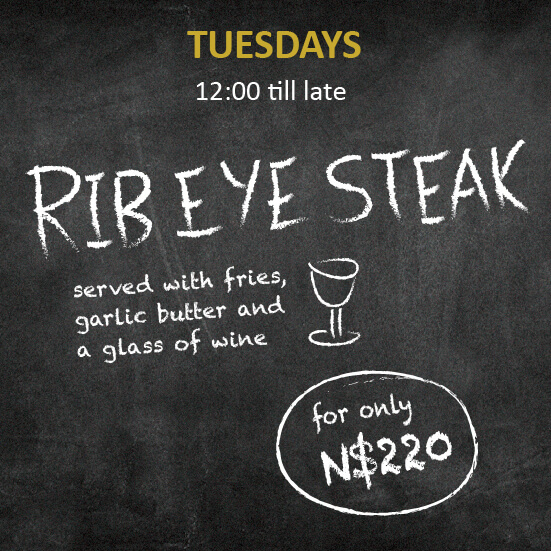 TUESDAYS
12:00 till late
RIB EYE STEAK
served with fries,
garlic butter and
a glass of wine
for only
N$220